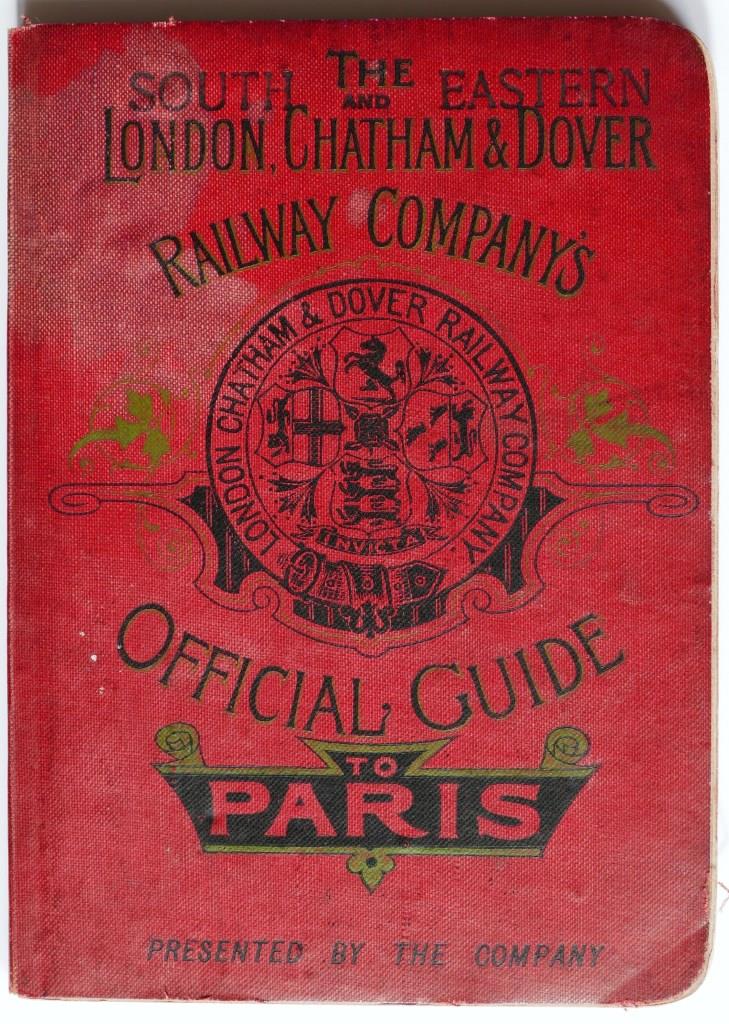 THE
SOUTH AND EASTERN
LONDON, CHATHAM & DOVER
RAILWAY COMPANY'S
LONDON CHATHAM & DOVER RAILWAY COMPANY
INVICTA
OFFICIAL GUIDE
TO
PARIS
PRESENTED BY THE COMPANY